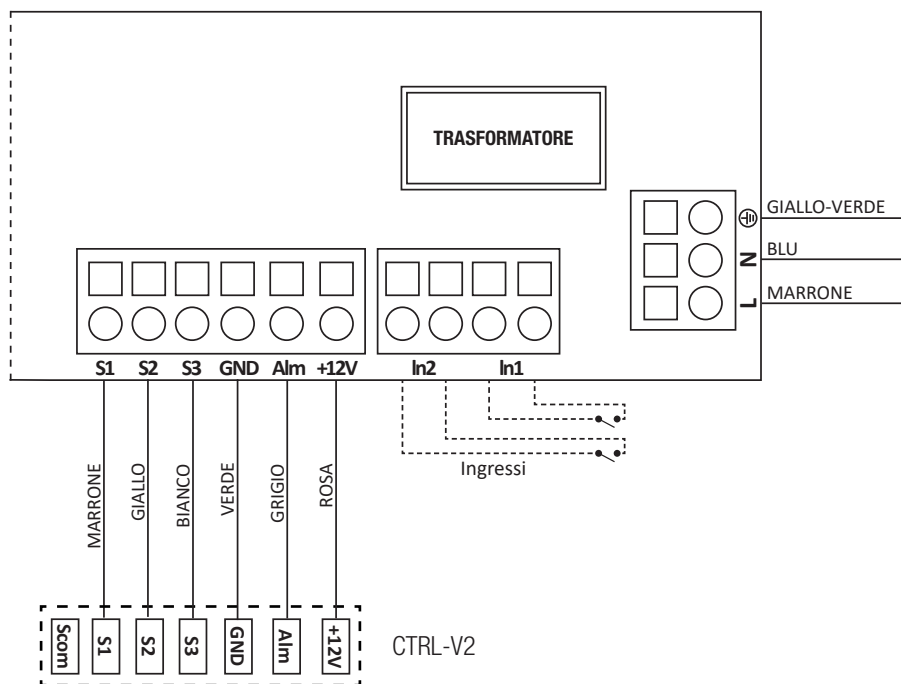 TRASFORMATORE
GIALLO-VERDE
N BLU
L MARRONE
S1 S2 S3 GND Alm +12V
In2 In1
Ingressi
MARRONE
GIALLO
BIANCO
VERDE
GRIGIO
ROSA
Scom S1 S2 S3 GND Alm +12V
CTRL-V2